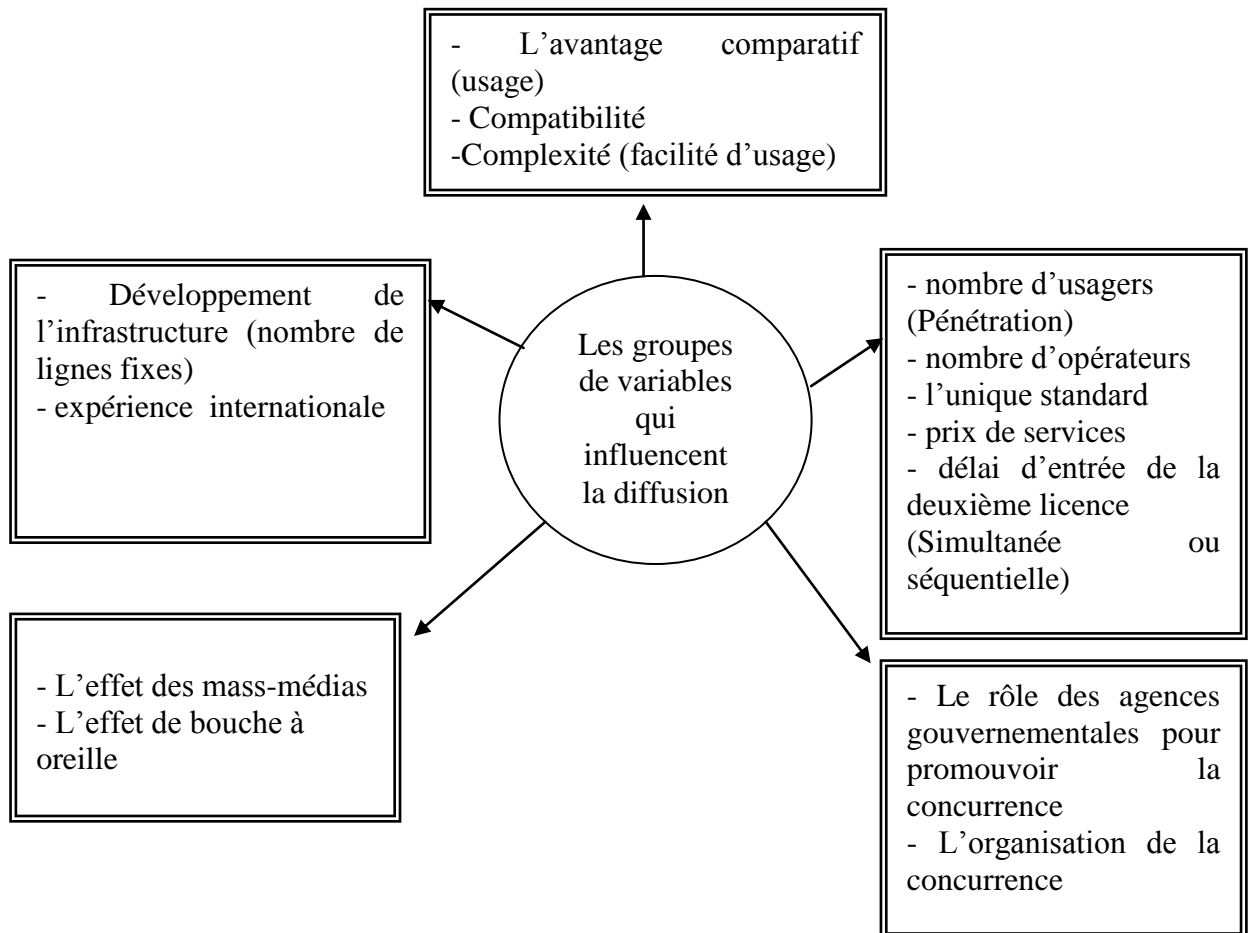 - L’avantage comparatif
(usage)
- Compatibilité
-Complexité (facilité d’usage)
- Développement de
l’infrastructure (nombre de
lignes fixes)
- expérience internationale
Les groupes
de variables
qui
influencent
la diffusion
- nombre d’usagers
(Pénétration)
- nombre d’opérateurs
- l’unique standard
- prix de services
- délai d’entrée de la
deuxième licence
(Simultanée ou
séquentielle)
- L’effet des mass-médias
- L’effet de bouche à
oreille
- Le rôle des agences
gouvernementales pour
promouvoir la
concurrence
- L’organisation de la
concurrence